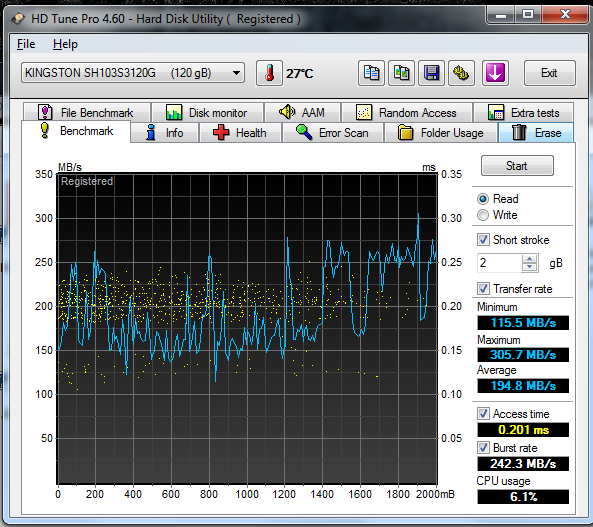 HD Tune Pro 4.60 - Hard Disk Utility ( Registered )
File Help
KINGSTON SH103S3120G (120 gB) 27°C Exit
File Benchmark Disk monitor AAM Random Access Extra tests
Benchmark Info Health Error Scan Folder Usage Erase
MB/s ms Start
350 Registered 0.35
Read
Write
300 0.30
Short stroke
250 2 gB 0.25
Transfer rate
200 0.20
Minimum
115.5 MB/s
Maximum
150 305.7 MB/s 0.15
Average
194.8 MB/s
100 0.10
Access time
0.201 ms
50 0.05
Burst rate
242.3 MB/s
CPU usage
6.1%
0 200 400 600 800 1000 1200 1400 1600 1800 2000mB